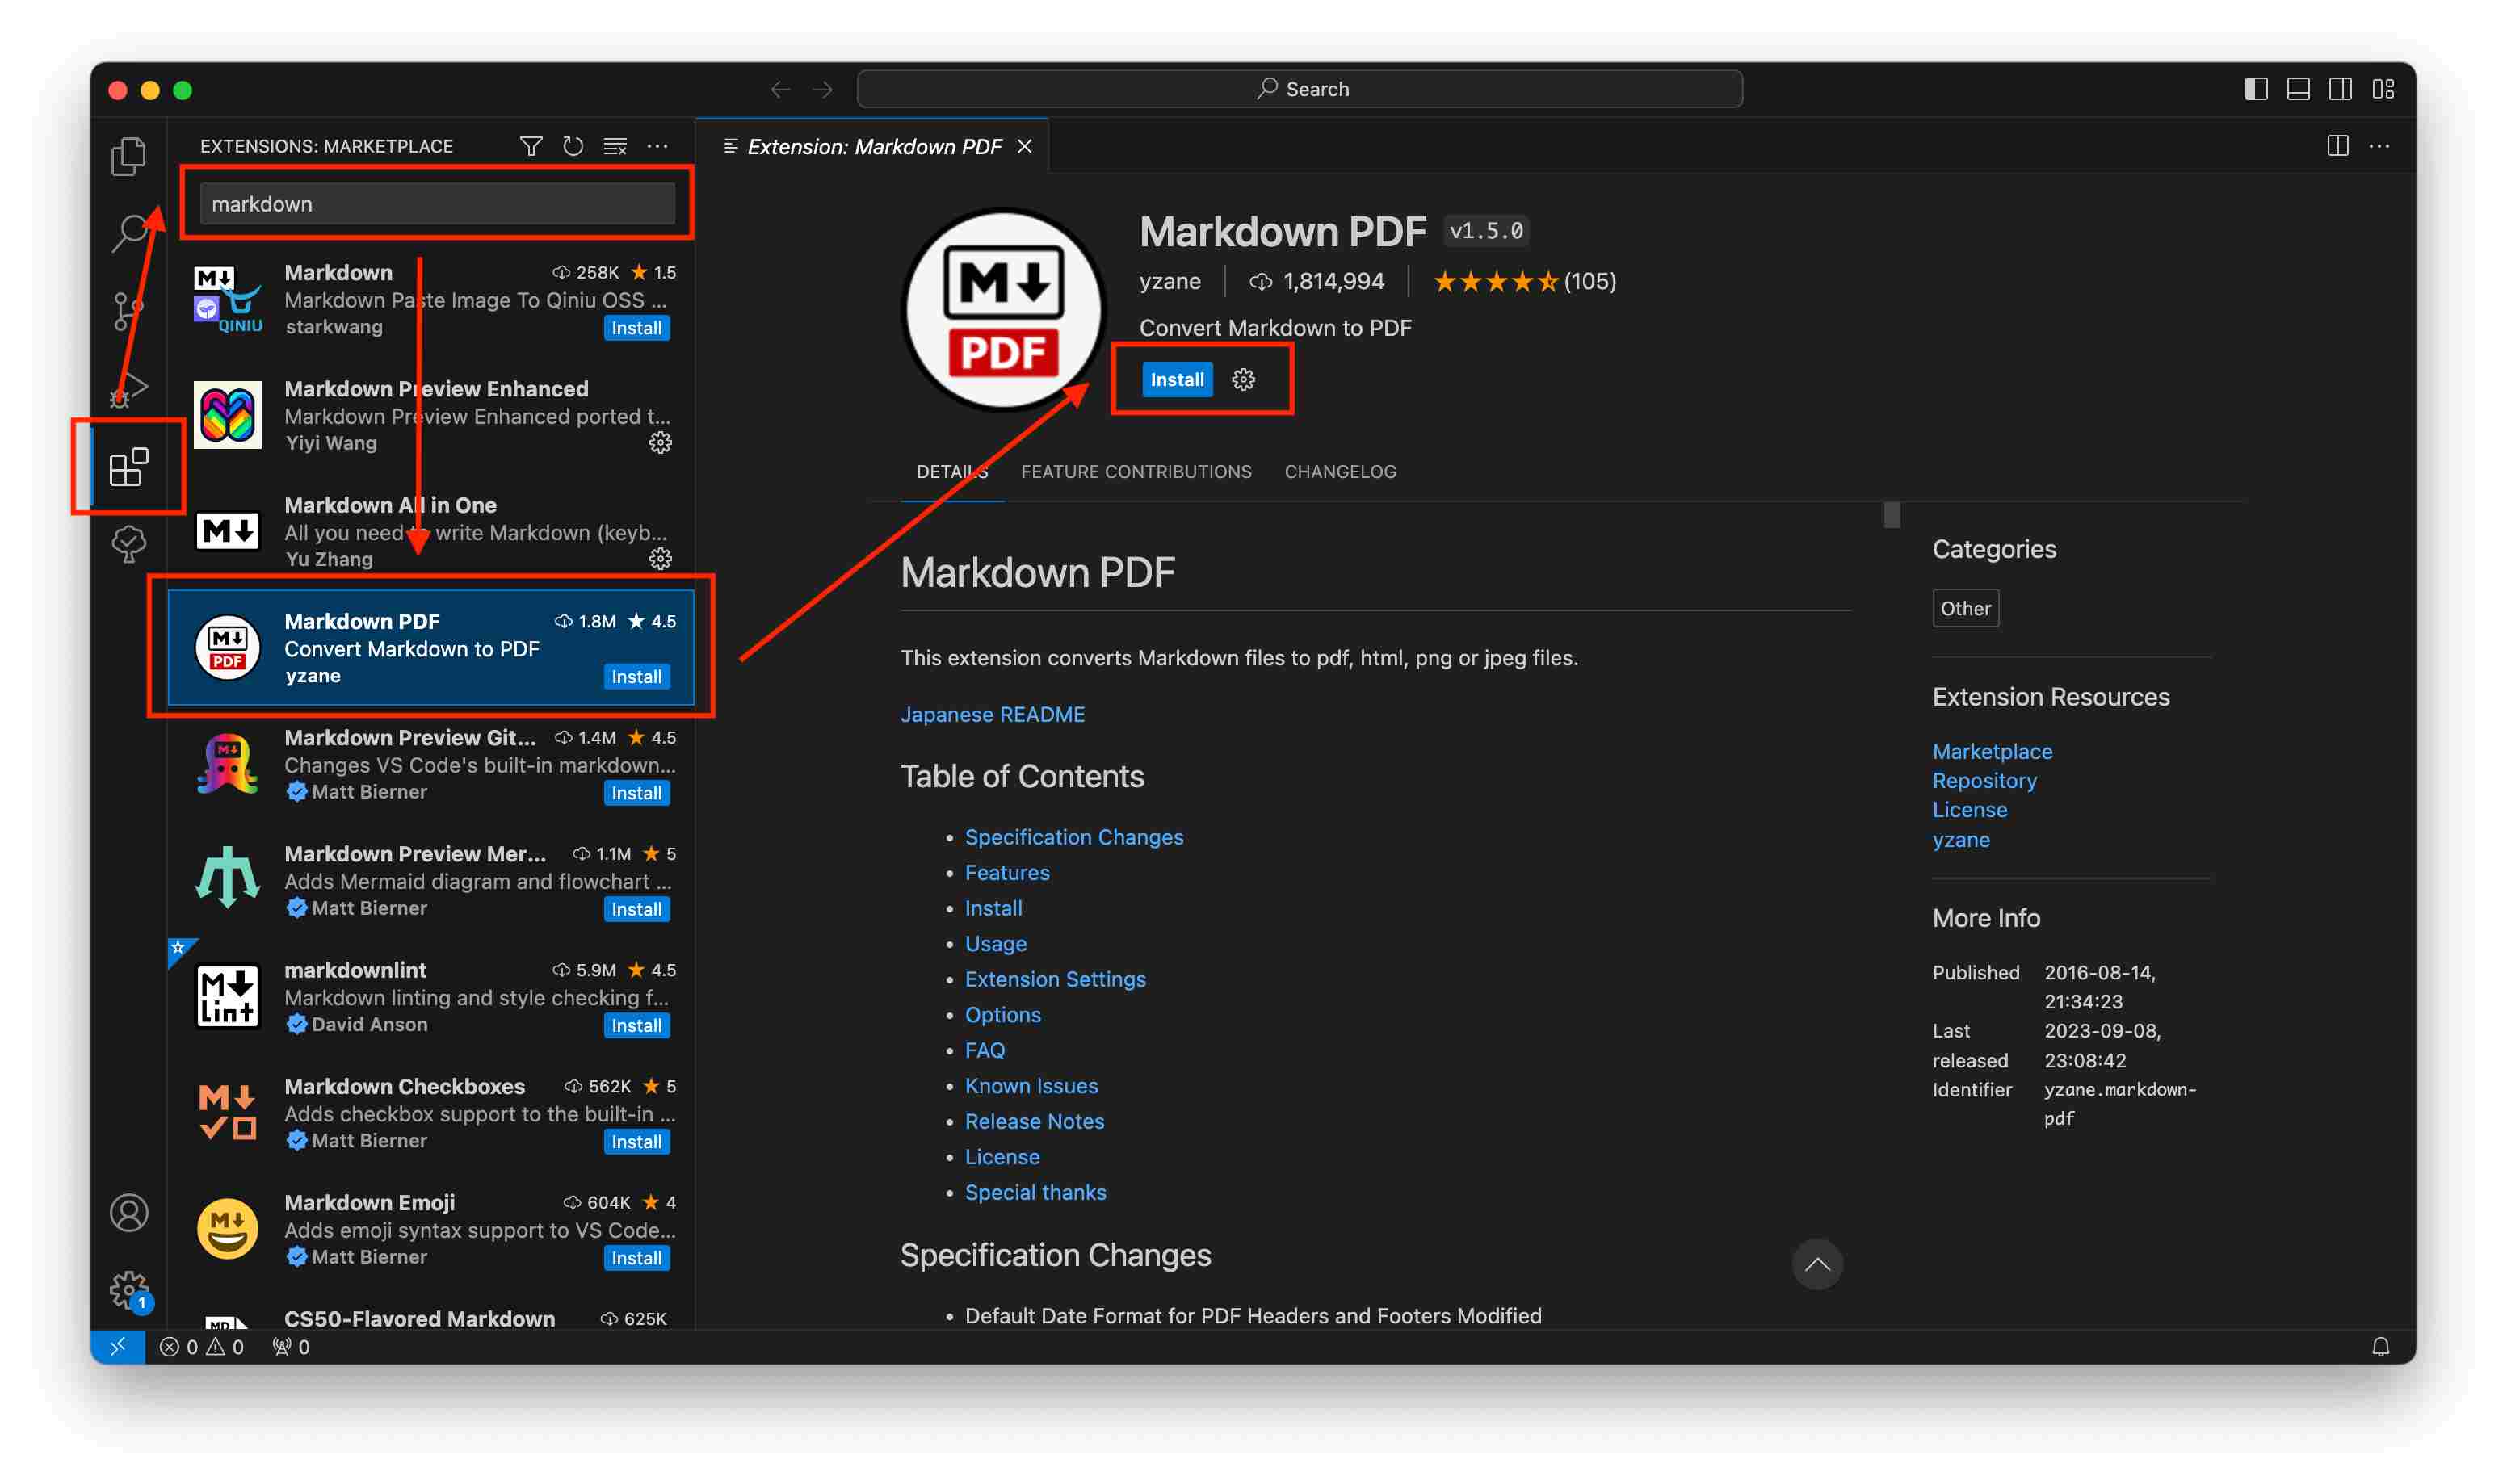 Search
EXTENSIONS: MARKETPLACE
Extension: Markdown PDF
markdown
Markdown 258K 1.5
Markdown Paste Image To Qiniu OSS ...
starkwang Install
M
QINIU
Markdown Preview Enhanced
Markdown Preview Enhanced ported t...
Yiyi Wang
Markdown All in One
All you need to write Markdown (keyb...
Yu Zhang
M
Markdown PDF 1.8M 4.5
Convert Markdown to PDF
yzane Install
M
PDF
Markdown Preview Git... 1.4M 4.5
Changes VS Code's built-in markdown...
Matt Bierner Install
M
Markdown Preview Mer... 1.1M 5
Adds Mermaid diagram and flowchart ...
Matt Bierner Install
markdownlint 5.9M 4.5
Markdown linting and style checking f...
David Anson Install
M
Lint
Markdown Checkboxes 562K 5
Adds checkbox support to the built-in ...
Matt Bierner Install
M
Markdown Emoji 604K 4
Adds emoji syntax support to VS Code...
Matt Bierner Install
M
CS50-Flavored Markdown 625K
MD
1
0 0 0
M
PDF
Markdown PDF v1.5.0
yzane 1,814,994 (105)
Convert Markdown to PDF
Install
DETAILS FEATURE CONTRIBUTIONS CHANGELOG
Markdown PDF
This extension converts Markdown files to pdf, html, png or jpeg files.
Japanese README
Table of Contents
• Specification Changes
• Features
• Install
• Usage
• Extension Settings
• Options
• FAQ
• Known Issues
• Release Notes
• License
• Special thanks
Specification Changes
• Default Date Format for PDF Headers and Footers Modified
Categories
Other
Extension Resources
Marketplace
Repository
License
yzane
More Info
Published 2016-08-14,
21:34:23
Last 2023-09-08,
released 23:08:42
Identifier yzane.markdown-
pdf